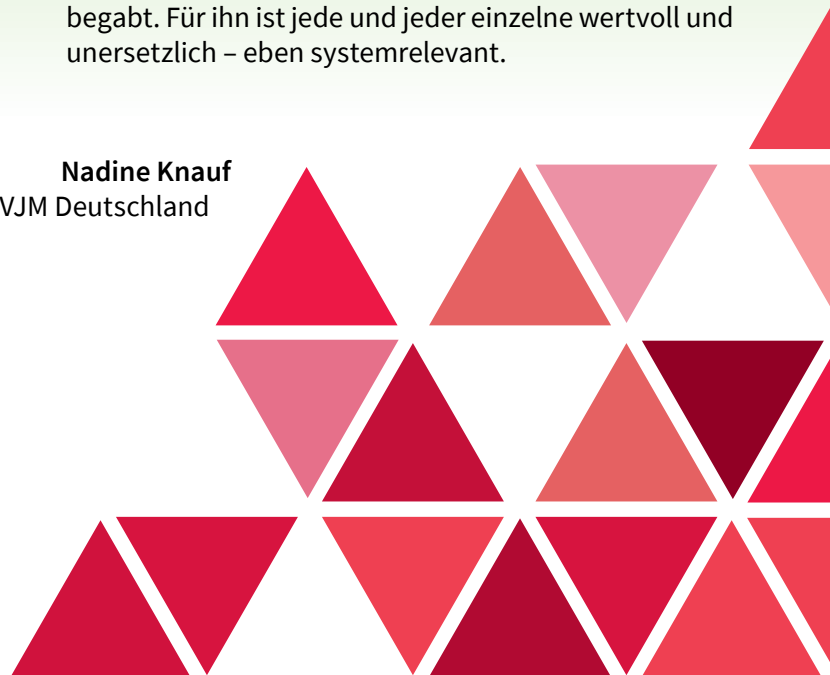 begabt. Für ihn ist jede und jeder einzelne wertvoll und
unersetzlich – eben systemrelevant.
Nadine Knauf
VJM Deutschland